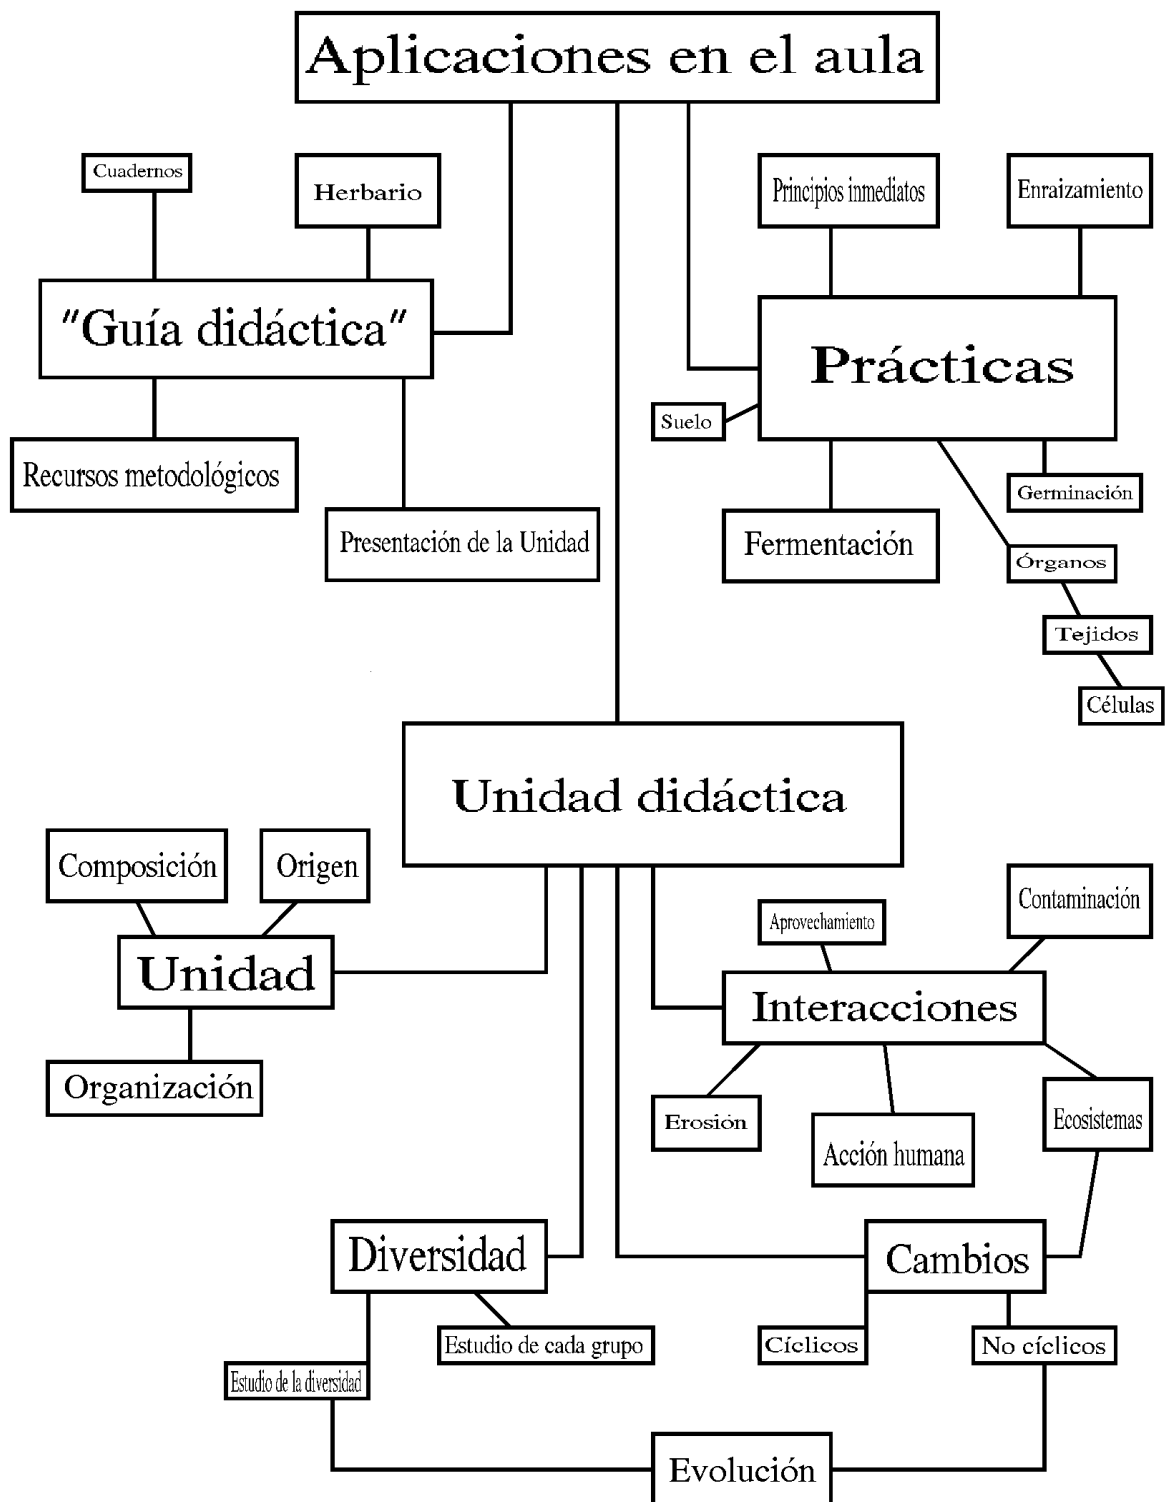 Aplicaciones en el aula
Cuadernos
Herbario
"Guía didáctica"
Recursos metodológicos
Presentación de la Unidad
Principios inmediatos
Enraizamiento
Prácticas
Suelo
Germinación
Fermentación
Órganos
Tejidos
Células
Unidad didáctica
Composición
Origen
Unidad
Organización
Aprovechamiento
Contaminación
Interacciones
Erosión
Acción humana
Ecosistemas
Diversidad
Estudio de cada grupo
Estudio de la diversidad
Cambios
Cíclicos
No cíclicos
Evolución